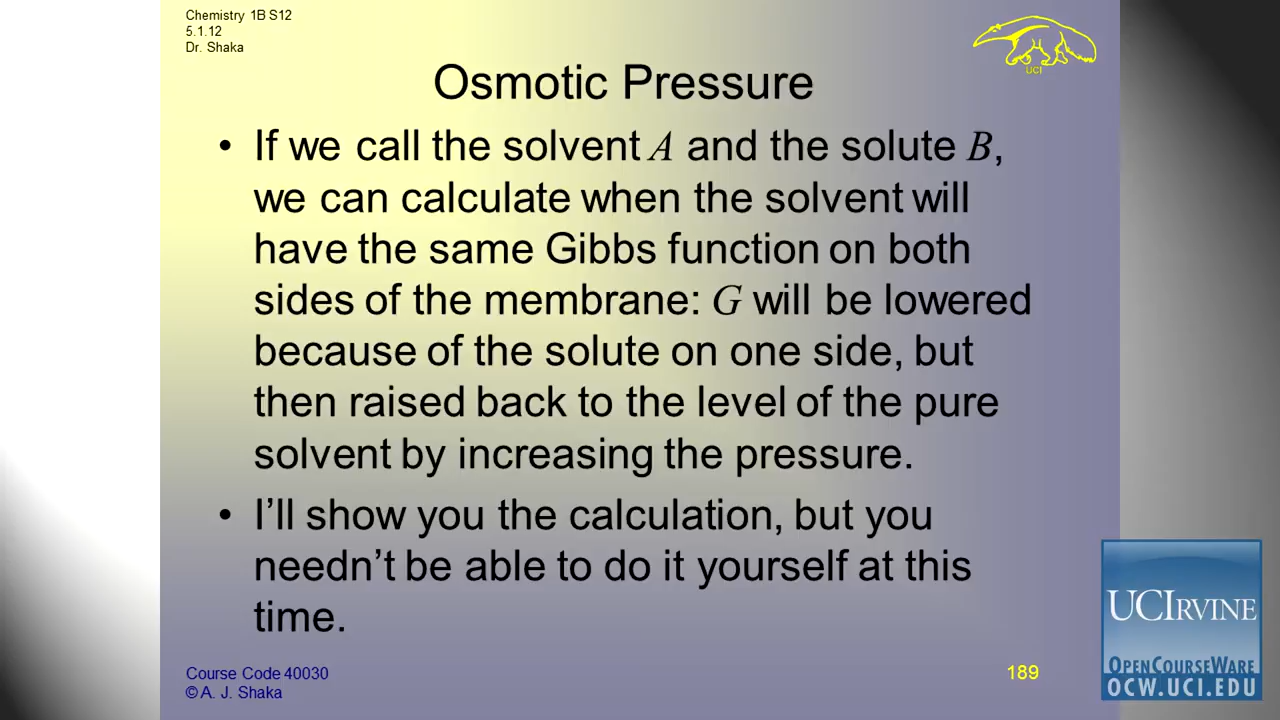 Chemistry 1B S12
5.1.12
Dr. Shaka
UCI
Osmotic Pressure
• If we call the solvent A and the solute B,
we can calculate when the solvent will
have the same Gibbs function on both
sides of the membrane: G will be lowered
because of the solute on one side, but
then raised back to the level of the pure
solvent by increasing the pressure.
• I’ll show you the calculation, but you
needn’t be able to do it yourself at this
time.
Course Code 40030
© A. J. Shaka
189
UCIRVINE
OPENCOURSEWARE
OCW.UCI.EDU